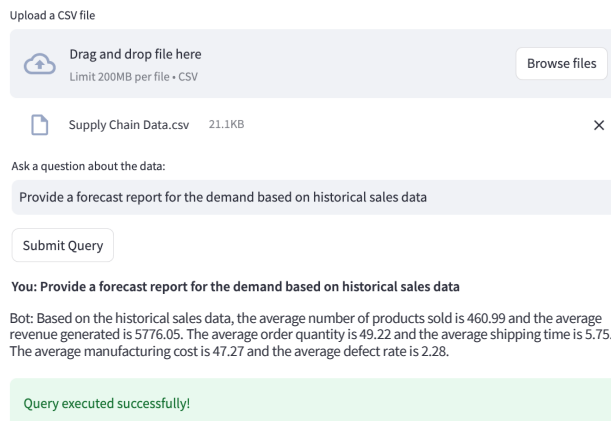 Upload a CSV file
Drag and drop file here
Limit 200MB per file • CSV
Browse files
Supply Chain Data.csv 21.1KB
Ask a question about the data:
Provide a forecast report for the demand based on historical sales data
Submit Query
You: Provide a forecast report for the demand based on historical sales data
Bot: Based on the historical sales data, the average number of products sold is 460.99 and the average
revenue generated is 5776.05. The average order quantity is 49.22 and the average shipping time is 5.75.
The average manufacturing cost is 47.27 and the average defect rate is 2.28.
Query executed successfully!